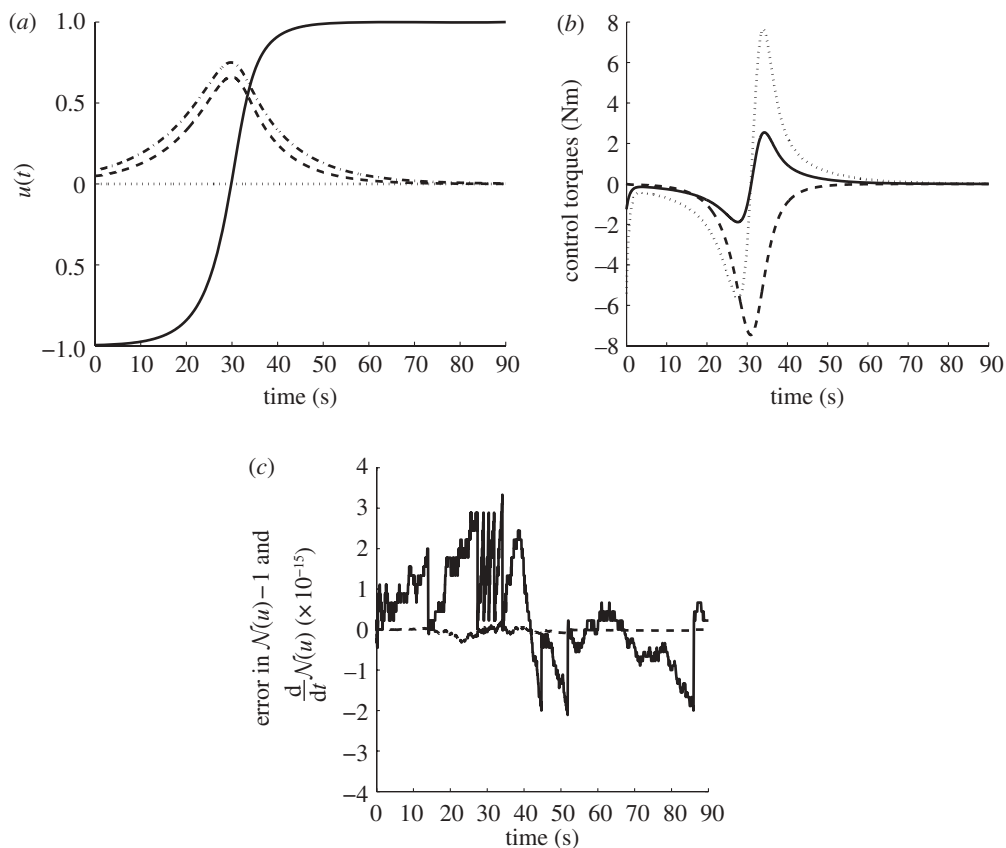 (a)
1.0
0.5
0
0.5
−1.0
u(t)
0 10 20 30 40 50 60 70 80 90
time (s)
(b)
8
6
4
2
0
−2
−4
−6
−8
control torques (Nm)
0 10 20 30 40 50 60 70 80 90
time (s)
(c)
4
3
2
1
0
−1
−2
−3
−4
error in 𝒩(u)−1 and
d/dt 𝒩(u) (× 10⁻¹⁵)
0 10 20 30 40 50 60 70 80 90
time (s)